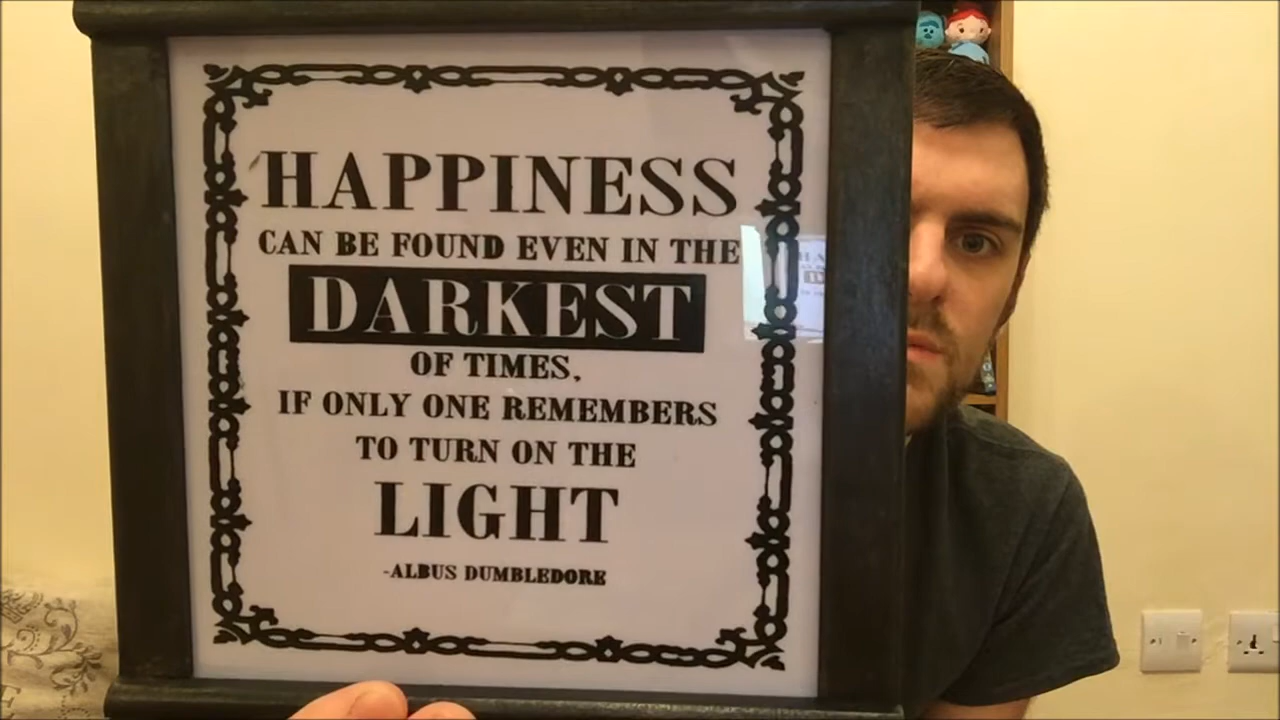 HAPPINESS
CAN BE FOUND EVEN IN THE
DARKEST
OF TIMES,
IF ONLY ONE REMEMBERS
TO TURN ON THE
LIGHT
-ALBUS DUMBLEDORE